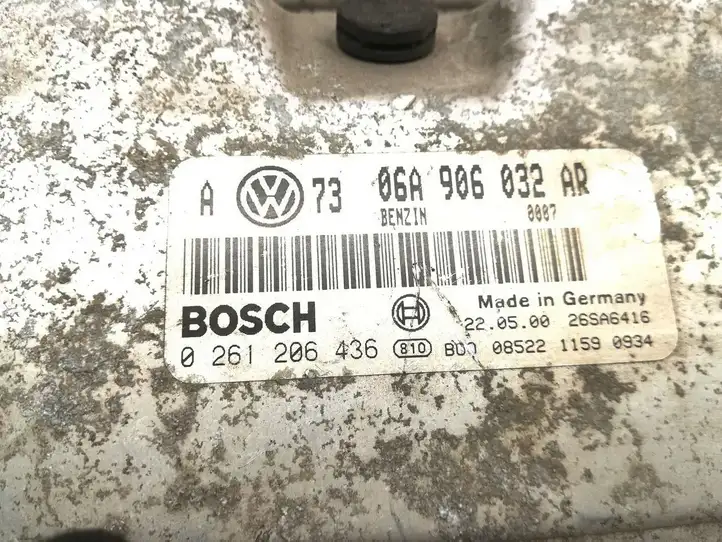 A VW 73 06A 906 032 AR
BENZIN 0007
BOSCH Made in Germany
22.05.00 26SA6416
0 261 206 436 810 08522 1159 0934